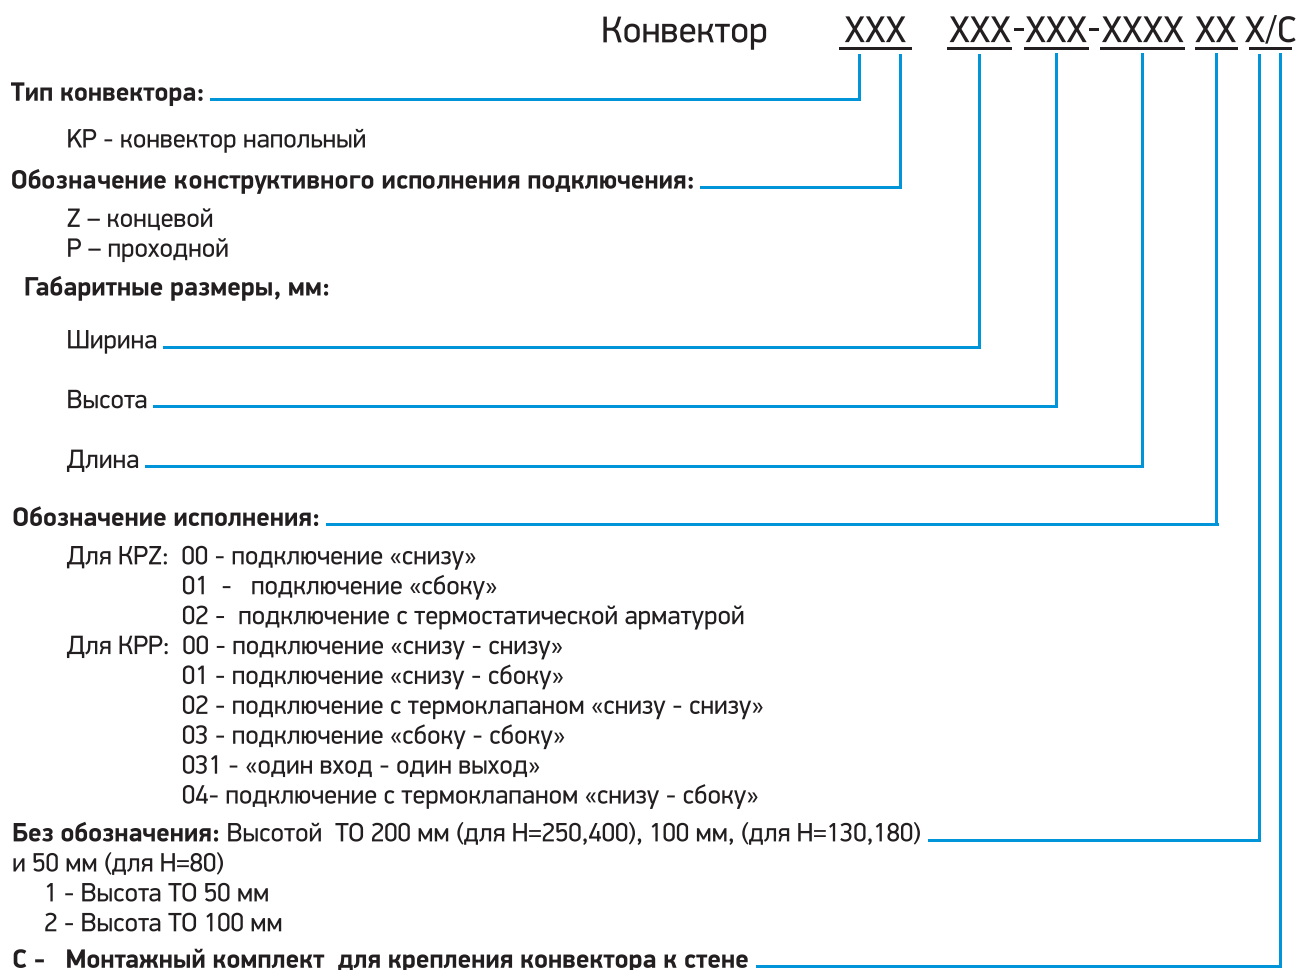 Конвектор XXX XXX-XXX-XXXX XX X/C
Тип конвектора:
КР - конвектор напольный
Обозначение конструктивного исполнения подключения:
Z – концевой
Р – проходной
Габаритные размеры, мм:
Ширина
Высота
Длина
Обозначение исполнения:
Для КРZ: 00 - подключение «снизу»
01 - подключение «сбоку»
02 - подключение с термостатической арматурой
Для КРР: 00 - подключение «снизу - снизу»
01 - подключение «снизу - сбоку»
02 - подключение с термоклапаном «снизу - снизу»
03 - подключение «сбоку - сбоку»
031 - «один вход - один выход»
04- подключение с термоклапаном «снизу - сбоку»
Без обозначения: Высотой ТО 200 мм (для Н=250,400), 100 мм, (для Н=130,180)
и 50 мм (для Н=80)
1 - Высота ТО 50 мм
2 - Высота ТО 100 мм
С - Монтажный комплект для крепления конвектора к стене